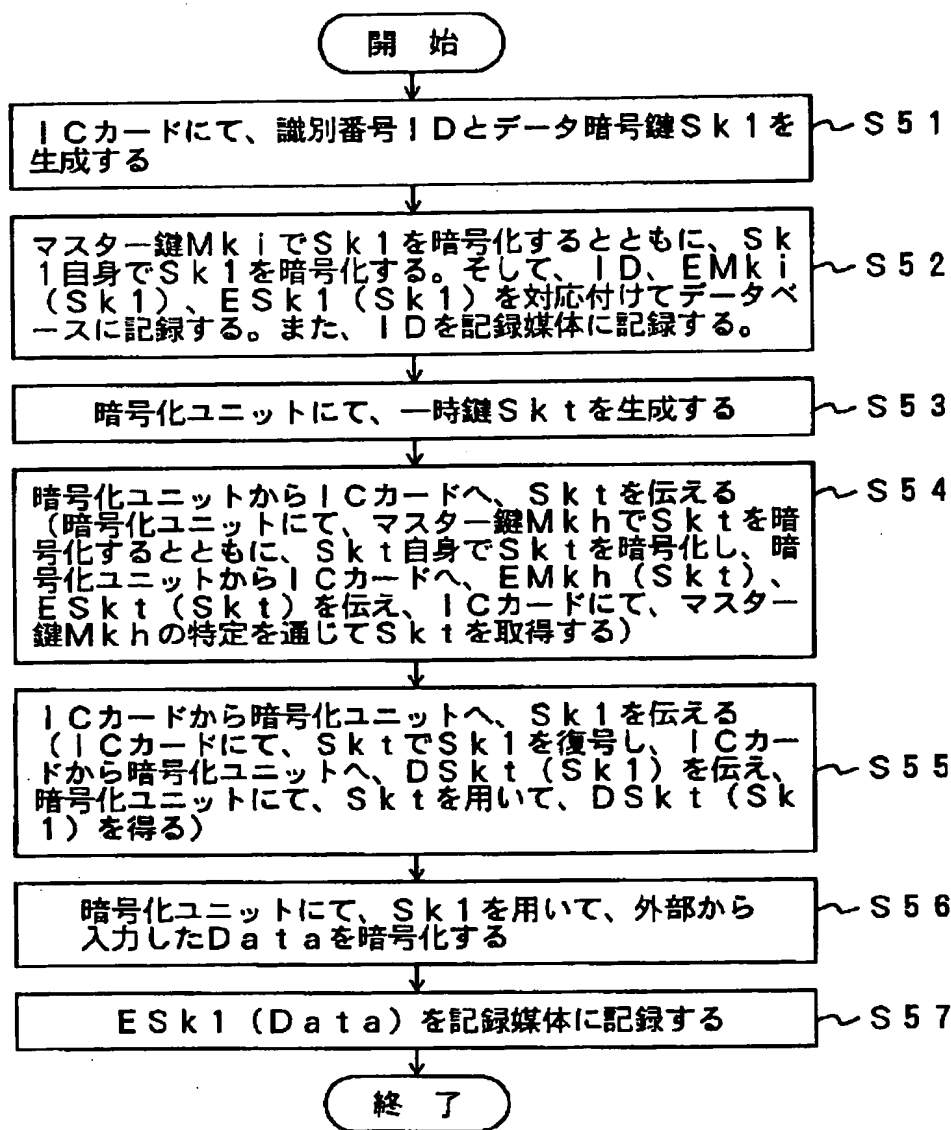 開 始
ICカードにて、識別番号IDとデータ暗号鍵Sk1を
生成する
S51
マスター鍵MkiでSk1を暗号化するとともに、Sk
1自身でSk1を暗号化する。そして、ID、EMki
(Sk1)、ESk1(Sk1)を対応付けてデータベ
ースに記録する。また、IDを記録媒体に記録する。
S52
暗号化ユニットにて、一時鍵Sktを生成する
S53
暗号化ユニットからICカードへ、Sktを伝える
(暗号化ユニットにて、マスター鍵MkhでSktを暗
号化するとともに、Skt自身でSktを暗号化し、暗
号化ユニットからICカードへ、EMkh(Skt)、
ESkt(Skt)を伝え、ICカードにて、マスター
鍵Mkhの特定を通じてSktを取得する)
S54
ICカードから暗号化ユニットへ、Sk1を伝える
(ICカードにて、SktでSk1を復号し、ICカー
ドから暗号化ユニットへ、DSkt(Sk1)を伝え、
暗号化ユニットにて、Sktを用いて、DSkt(Sk
1)を得る)
S55
暗号化ユニットにて、Sk1を用いて、外部から
入力したDataを暗号化する
S56
ESk1(Data)を記録媒体に記録する
S57
終 了